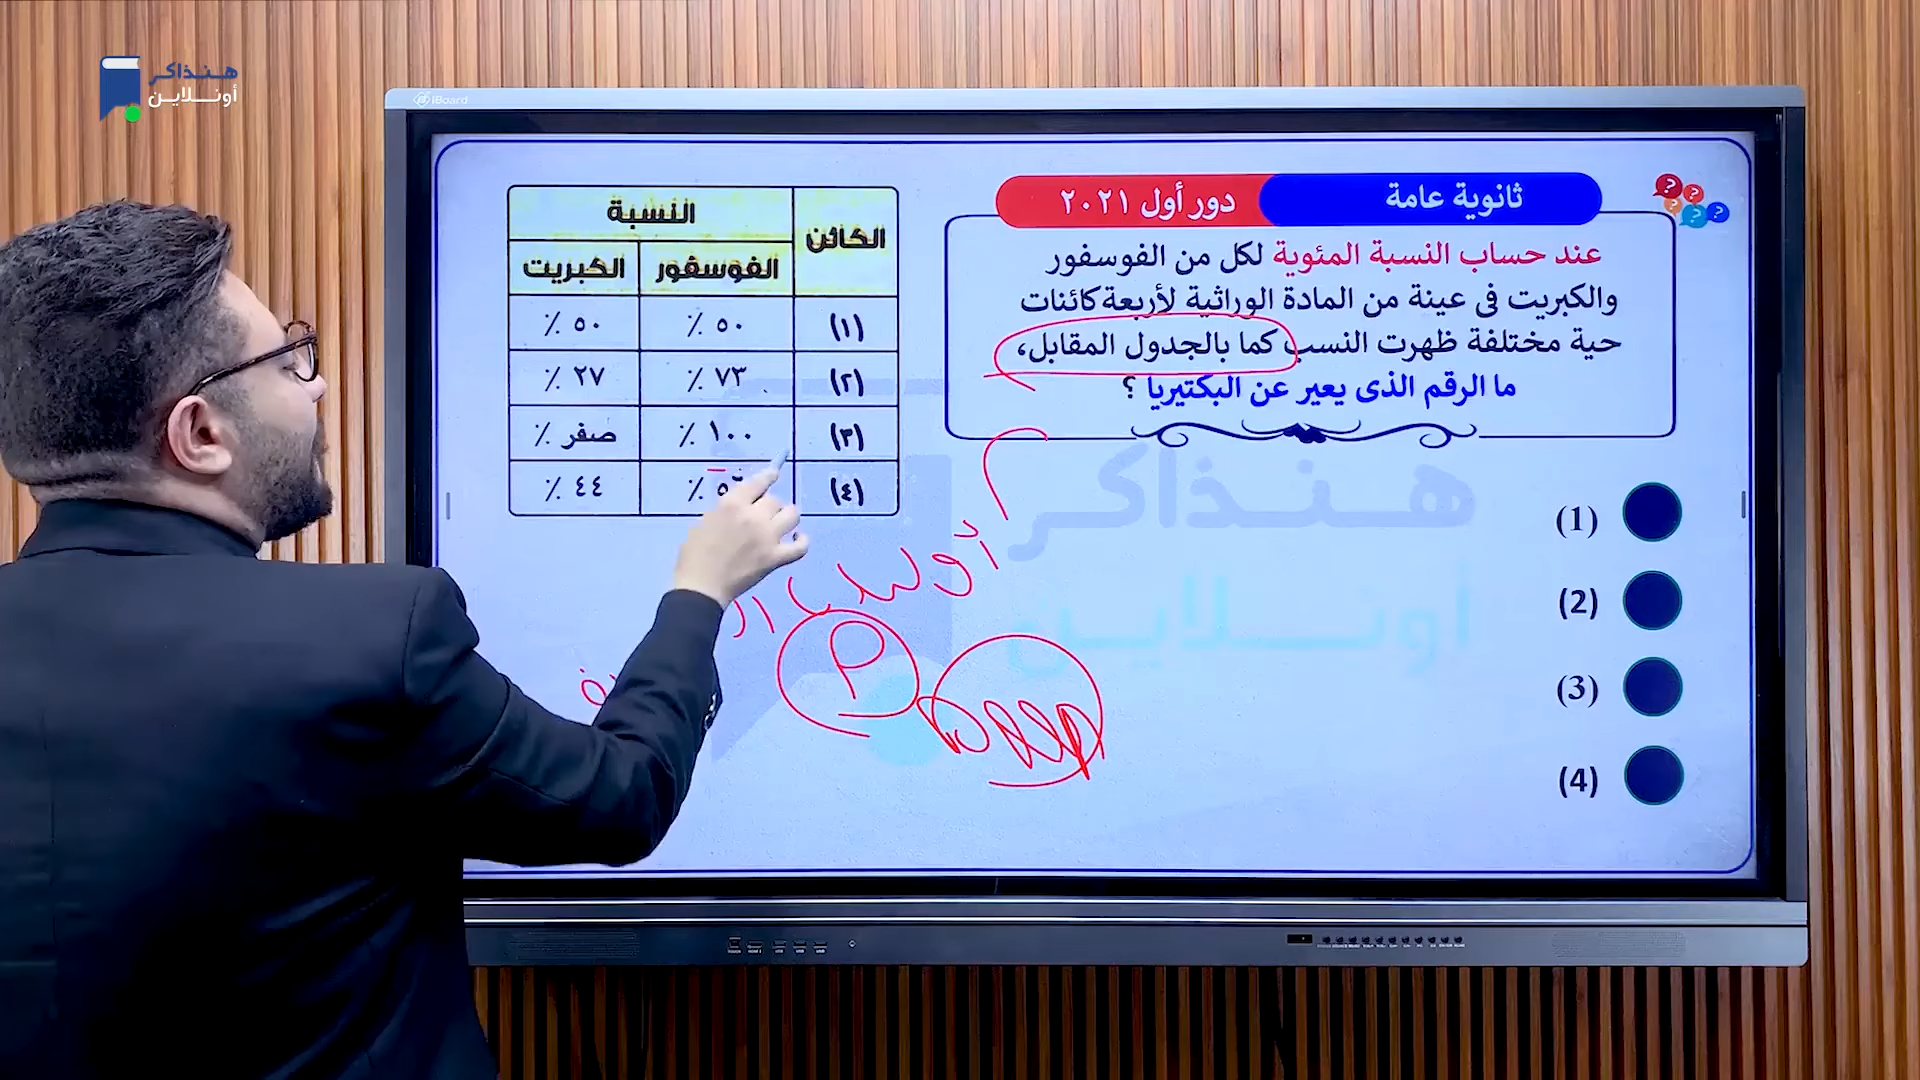 هنذاكر
أونلاين
iBoard
ثانوية عامة
دور أول ٢٠٢١
عند حساب النسبة المئوية لكل من الفوسفور
والكبريت فى عينة من المادة الوراثية لأربعة كائنات
حية مختلفة ظهرت النسب كما بالجدول المقابل،
ما الرقم الذى يعير عن البكتيريا ؟
الكائن
النسبة
الفوسفور
الكبريت
(١) ٥٠ ٪ ٥٠ ٪
(٢) ٧٣ ٪ ٢٧ ٪
(٣) ١٠٠ ٪ صفر ٪
(٤) ٪ ٤٤ ٪
(1)
(2)
(3)
(4)
هنذاكر
أونلاين
P